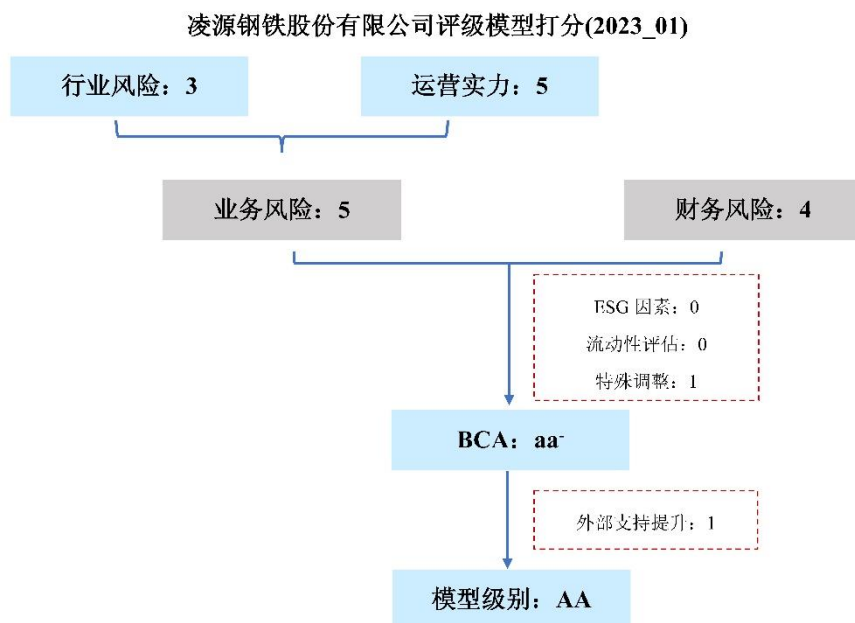 凌源钢铁股份有限公司评级模型打分(2023_01)
行业风险：3
运营实力：5
业务风险：5
财务风险：4
ESG 因素：0
流动性评估：0
特殊调整：1
BCA：aa-
外部支持提升：1
模型级别：AA